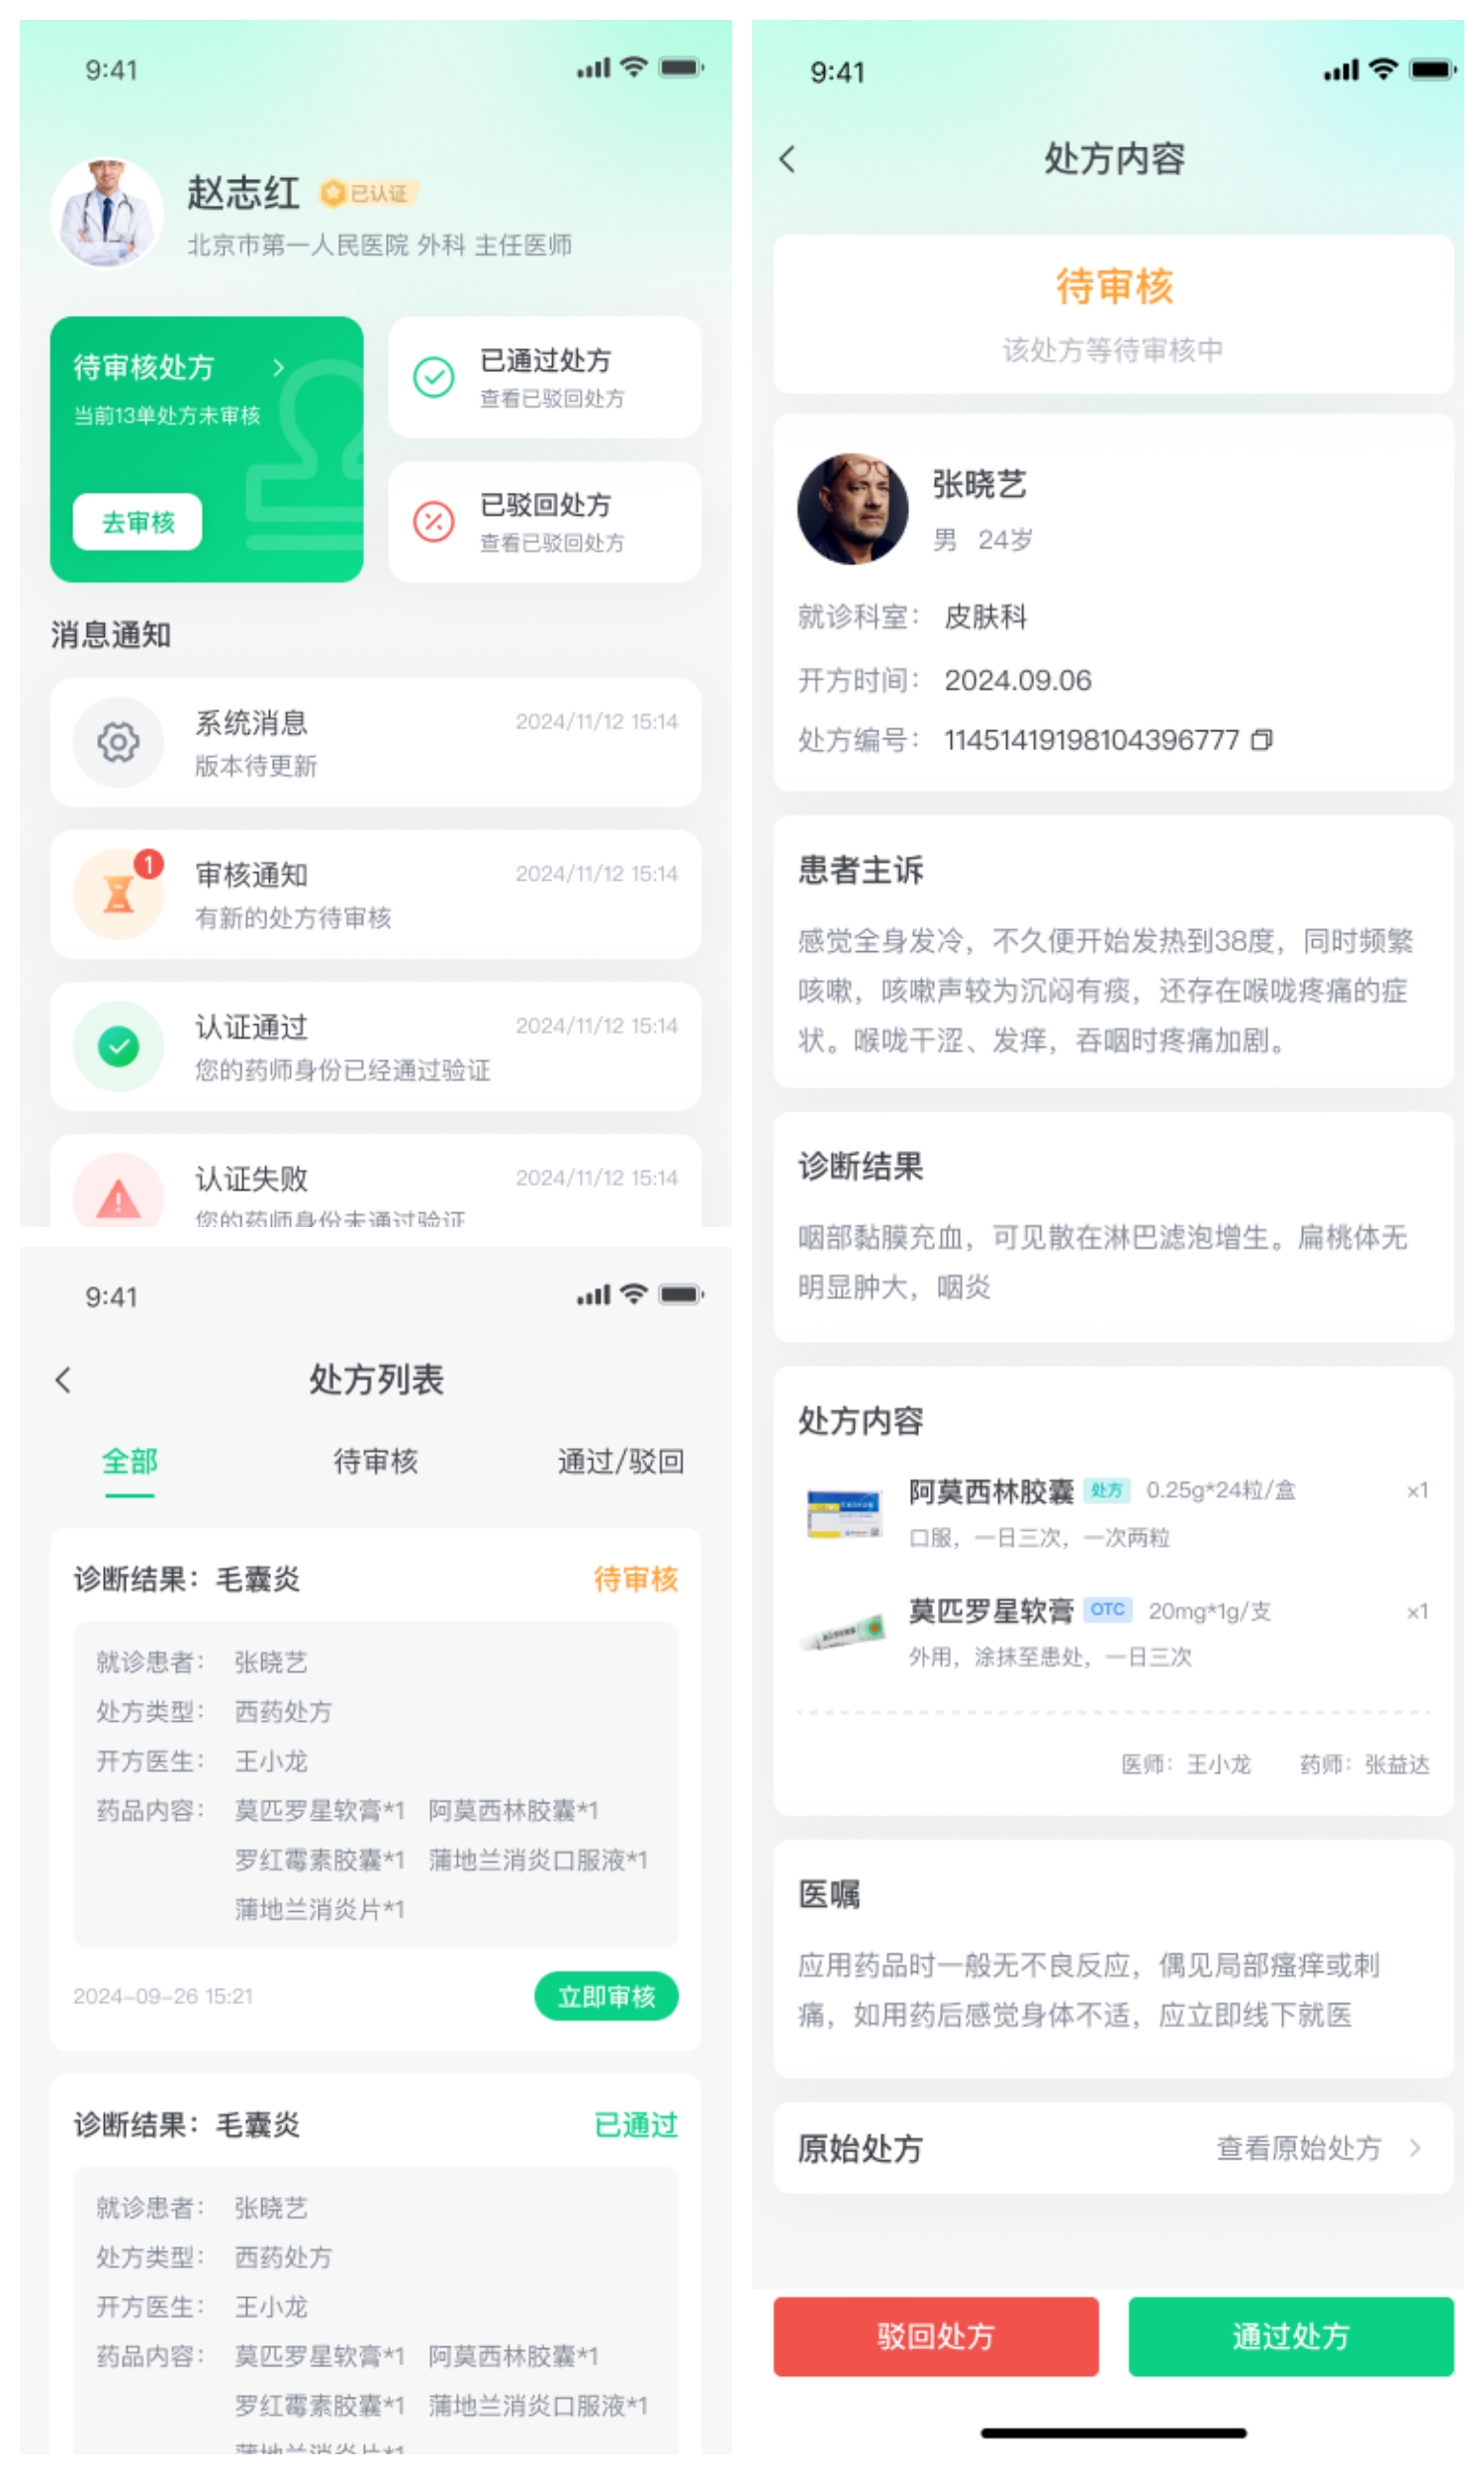 9:41
赵志红 已认证
北京市第一人民医院 外科 主任医师
待审核处方
当前13单处方未审核
去审核
已通过处方
查看已驳回处方
已驳回处方
查看已驳回处方
消息通知
系统消息 2024/11/12 15:14
版本待更新
1
审核通知 2024/11/12 15:14
有新的处方待审核
认证通过 2024/11/12 15:14
您的药师身份已经通过验证
认证失败 2024/11/12 15:14
您的药师身份未通过验证
9:41
处方列表
全部 待审核 通过/驳回
诊断结果：毛囊炎 待审核
就诊患者： 张晓艺
处方类型： 西药处方
开方医生： 王小龙
药品内容： 莫匹罗星软膏*1 阿莫西林胶囊*1
罗红霉素胶囊*1 蒲地兰消炎口服液*1
蒲地兰消炎片*1
2024-09-26 15:21 立即审核
诊断结果：毛囊炎 已通过
就诊患者： 张晓艺
处方类型： 西药处方
开方医生： 王小龙
药品内容： 莫匹罗星软膏*1 阿莫西林胶囊*1
罗红霉素胶囊*1 蒲地兰消炎口服液*1
蒲地兰消炎片*1
9:41
处方内容
待审核
该处方等待审核中
张晓艺
男 24岁
就诊科室： 皮肤科
开方时间： 2024.09.06
处方编号： 11451419198104396777
患者主诉
感觉全身发冷，不久便开始发热到38度，同时频繁
咳嗽，咳嗽声较为沉闷有痰，还存在喉咙疼痛的症
状。喉咙干涩、发痒，吞咽时疼痛加剧。
诊断结果
咽部黏膜充血，可见散在淋巴滤泡增生。扁桃体无
明显肿大，咽炎
处方内容
阿莫西林胶囊 处方 0.25g*24粒/盒 ×1
口服，一日三次，一次两粒
莫匹罗星软膏 OTC 20mg*1g/支 ×1
外用，涂抹至患处，一日三次
医师：王小龙 药师：张益达
医嘱
应用药品时一般无不良反应，偶见局部瘙痒或刺
痛，如用药后感觉身体不适，应立即线下就医
原始处方 查看原始处方
驳回处方 通过处方